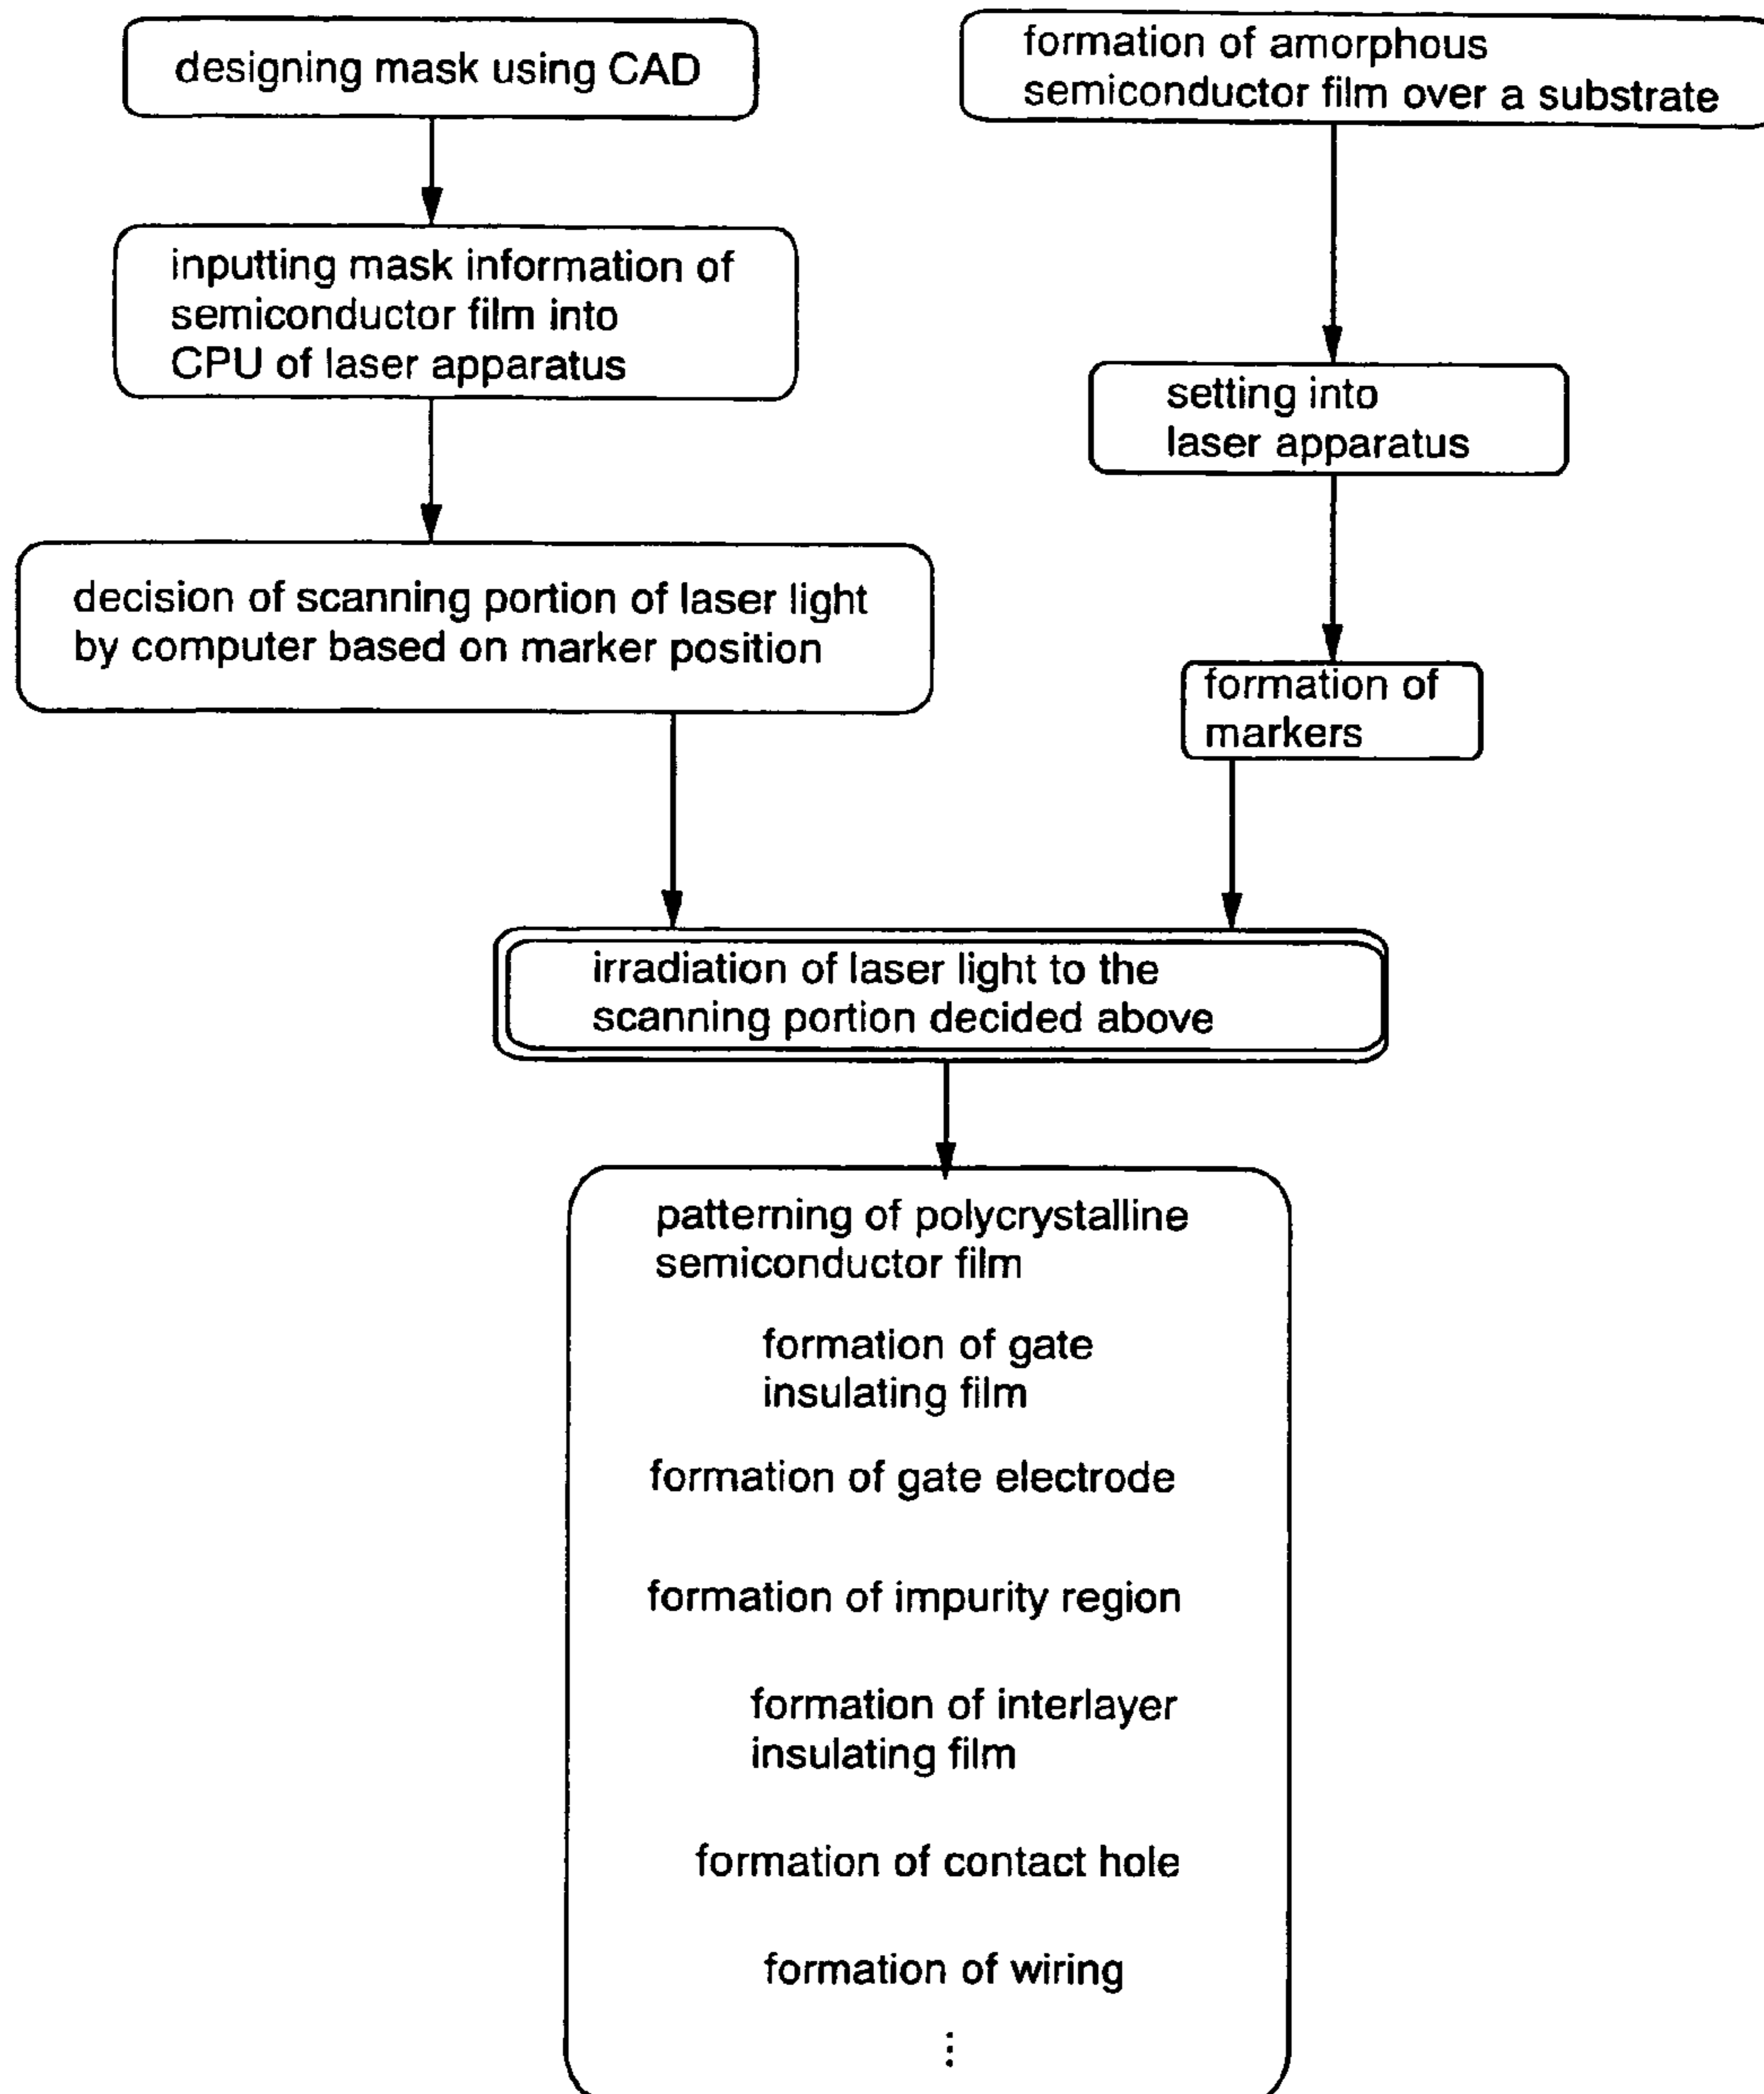 designing mask using CAD
formation of amorphous
semiconductor film over a substrate
inputting mask information of
semiconductor film into
CPU of laser apparatus
setting into
laser apparatus
decision of scanning portion of laser light
by computer based on marker position
formation of
markers
irradiation of laser light to the
scanning portion decided above
patterning of polycrystalline
semiconductor film
formation of gate
insulating film
formation of gate electrode
formation of impurity region
formation of interlayer
insulating film
formation of contact hole
formation of wiring
⋮